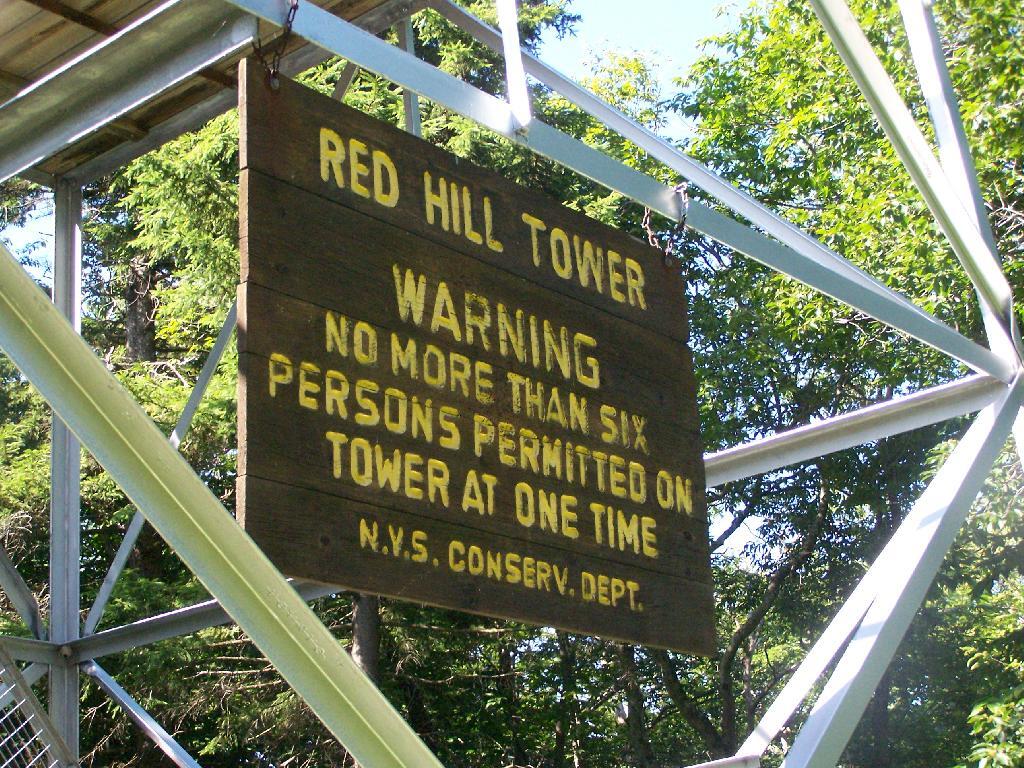 RED HILL TOWER
WARNING
NO MORE THAN SIX
PERSONS PERMITTED ON
TOWER AT ONE TIME
N.Y.S. CONSERV. DEPT.